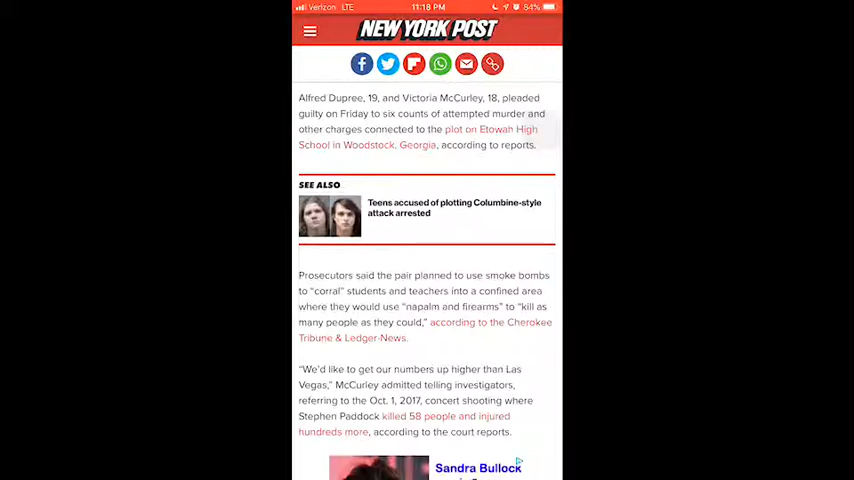 Verizon LTE 11:18 PM 84%
NEW YORK POST
Alfred Dupree, 19, and Victoria McCurley, 18, pleaded
guilty on Friday to six counts of attempted murder and
other charges connected to the plot on Etowah High
School in Woodstock, Georgia, according to reports.
SEE ALSO
Teens accused of plotting Columbine-style
attack arrested
Prosecutors said the pair planned to use smoke bombs
to “corral” students and teachers into a confined area
where they would use “napalm and firearms” to “kill as
many people as they could,” according to the Cherokee
Tribune & Ledger-News.
“We’d like to get our numbers up higher than Las
Vegas,” McCurley admitted telling investigators,
referring to the Oct. 1, 2017, concert shooting where
Stephen Paddock killed 58 people and injured
hundreds more, according to the court reports.
Sandra Bullock